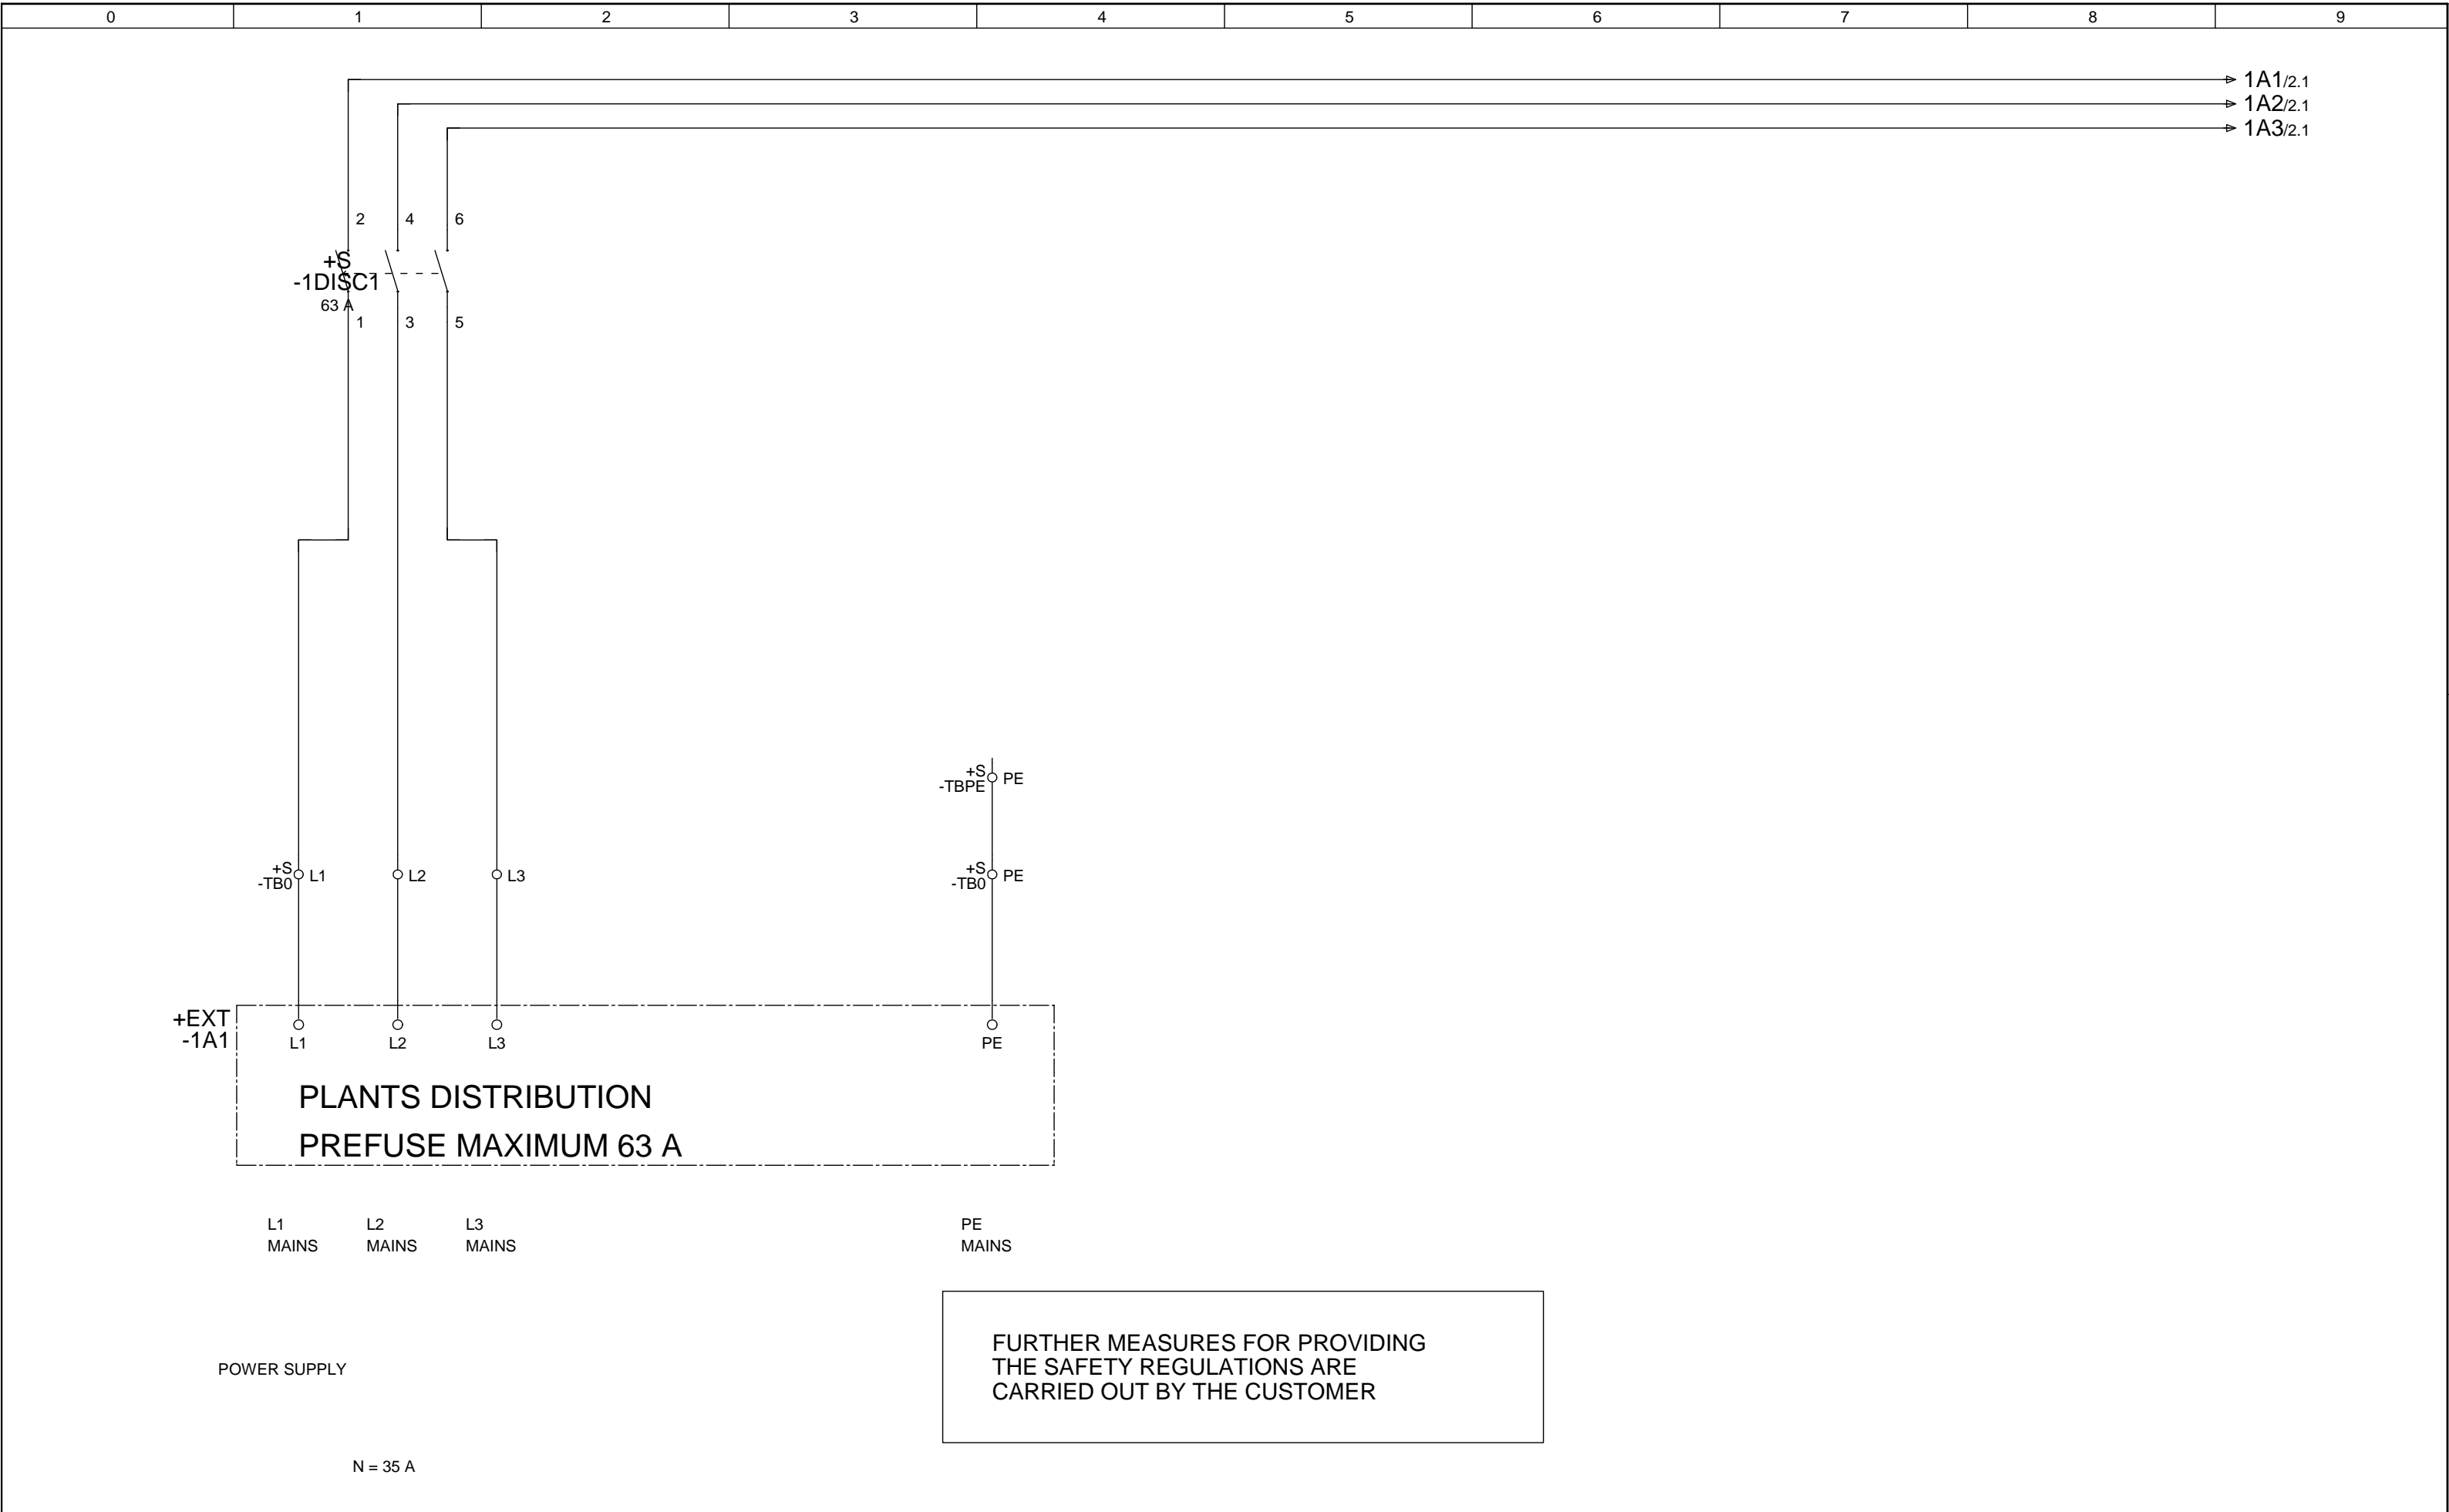 0 1 2 3 4 5 6 7 8 9
1A1/2.1
1A2/2.1
1A3/2.1
2 4 6
+S
-1DISC1
63 A
1 3 5
+S
-TBPE
PE
+S
-TB0
L1 L2 L3
+S
-TB0
PE
+EXT
-1A1
L1 L2 L3 PE
PLANTS DISTRIBUTION
PREFUSE MAXIMUM 63 A
L1 L2 L3 PE
MAINS MAINS MAINS MAINS
FURTHER MEASURES FOR PROVIDING
THE SAFETY REGULATIONS ARE
CARRIED OUT BY THE CUSTOMER
POWER SUPPLY
N = 35 A